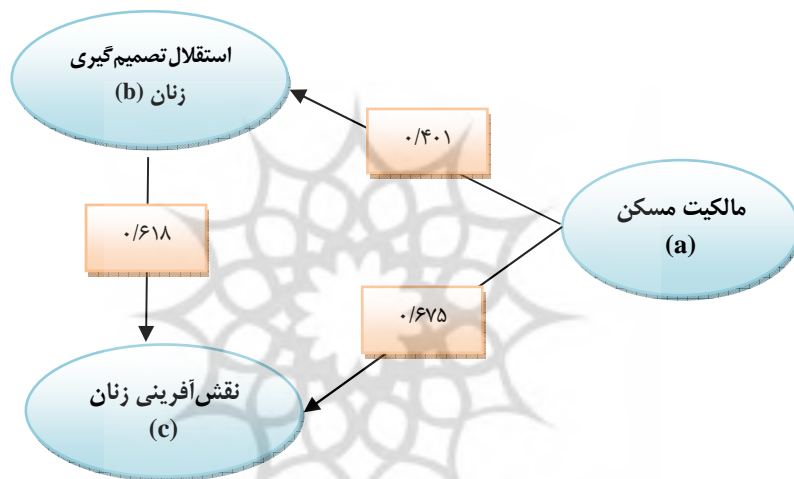 استقلال تصمیم‌گیری
زنان (b)
۰/۴۰۱
مالکیت مسکن
(a)
۰/۶۱۸
۰/۶۷۵
نقش‌آفرینی زنان
(c)